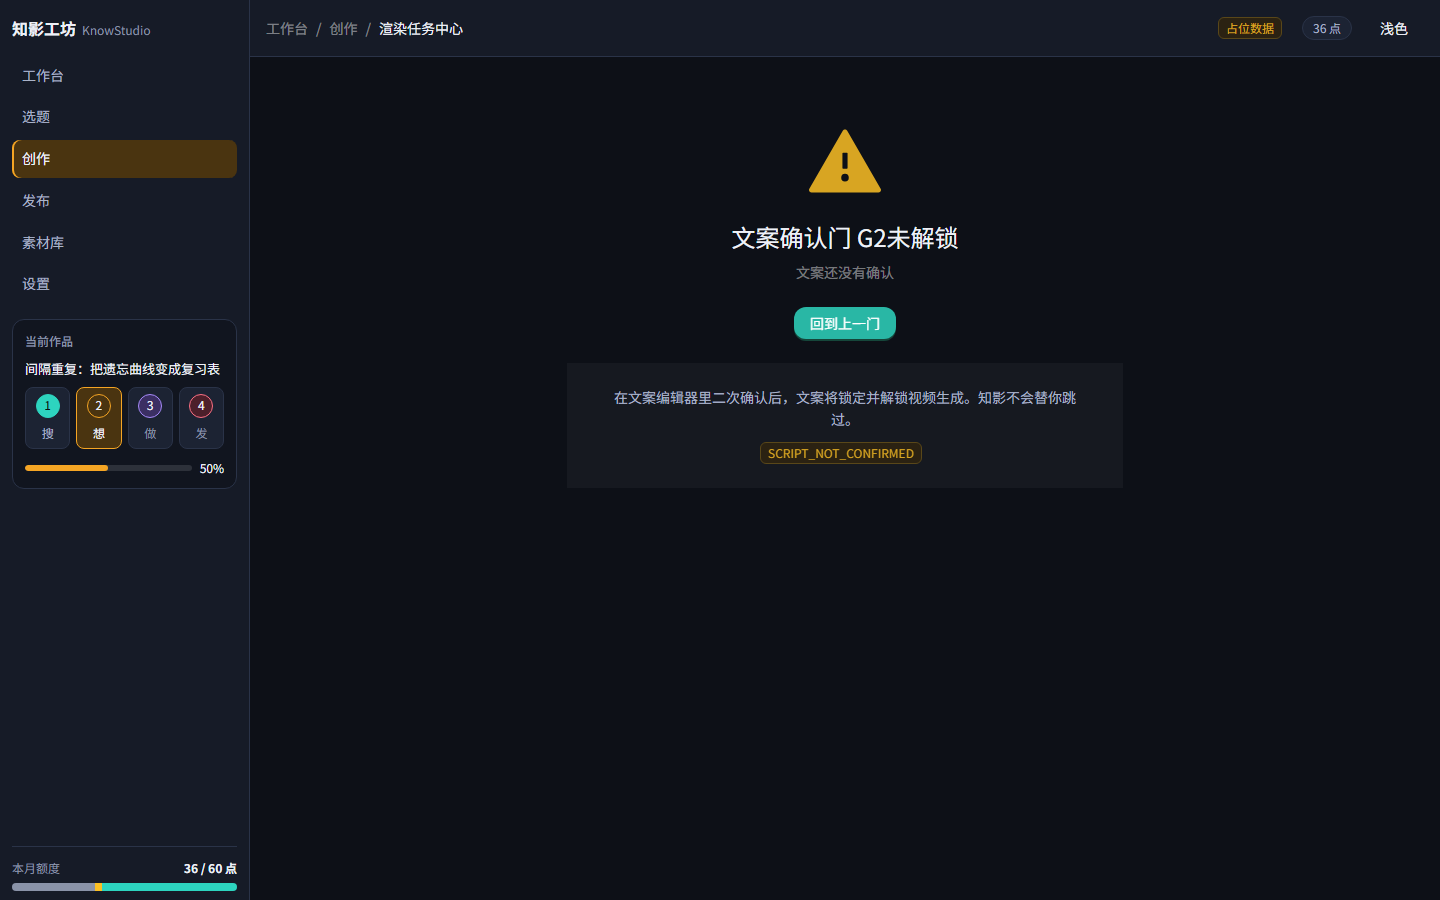 知影工坊 KnowStudio
工作台
选题
创作
发布
素材库
设置
当前作品
间隔重复：把遗忘曲线变成复习表
1 2 3 4
搜 想 做 发
50%
本月额度 36 / 60 点
工作台 / 创作 / 渲染任务中心
占位数据 36 点 浅色
文案确认门 G2未解锁
文案还没有确认
回到上一门
在文案编辑器里二次确认后，文案将锁定并解锁视频生成。知影不会替你跳
过。
SCRIPT_NOT_CONFIRMED